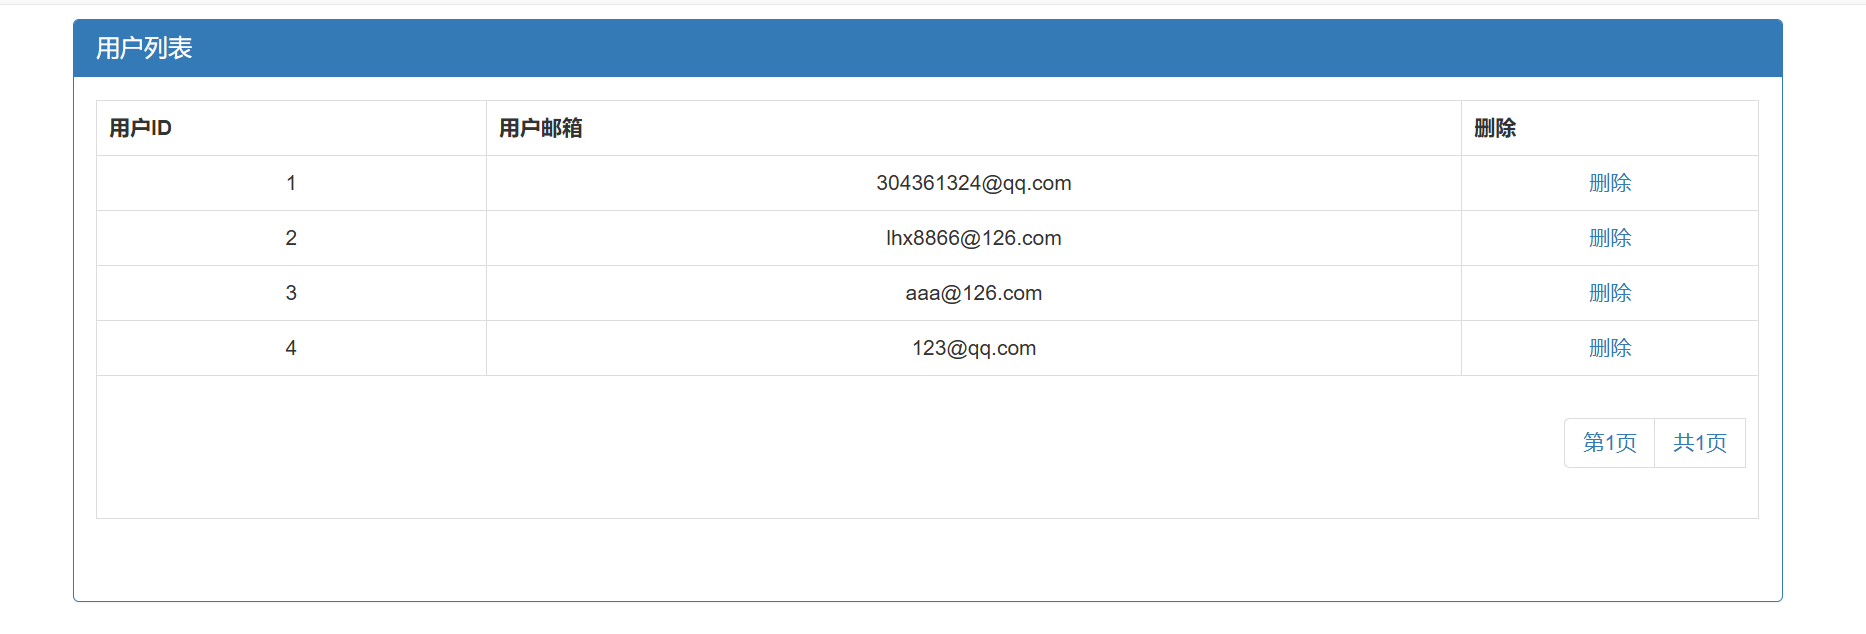 用户列表
用户ID 用户邮箱 删除
1 304361324@qq.com 删除
2 lhx8866@126.com 删除
3 aaa@126.com 删除
4 123@qq.com 删除
第1页 共1页